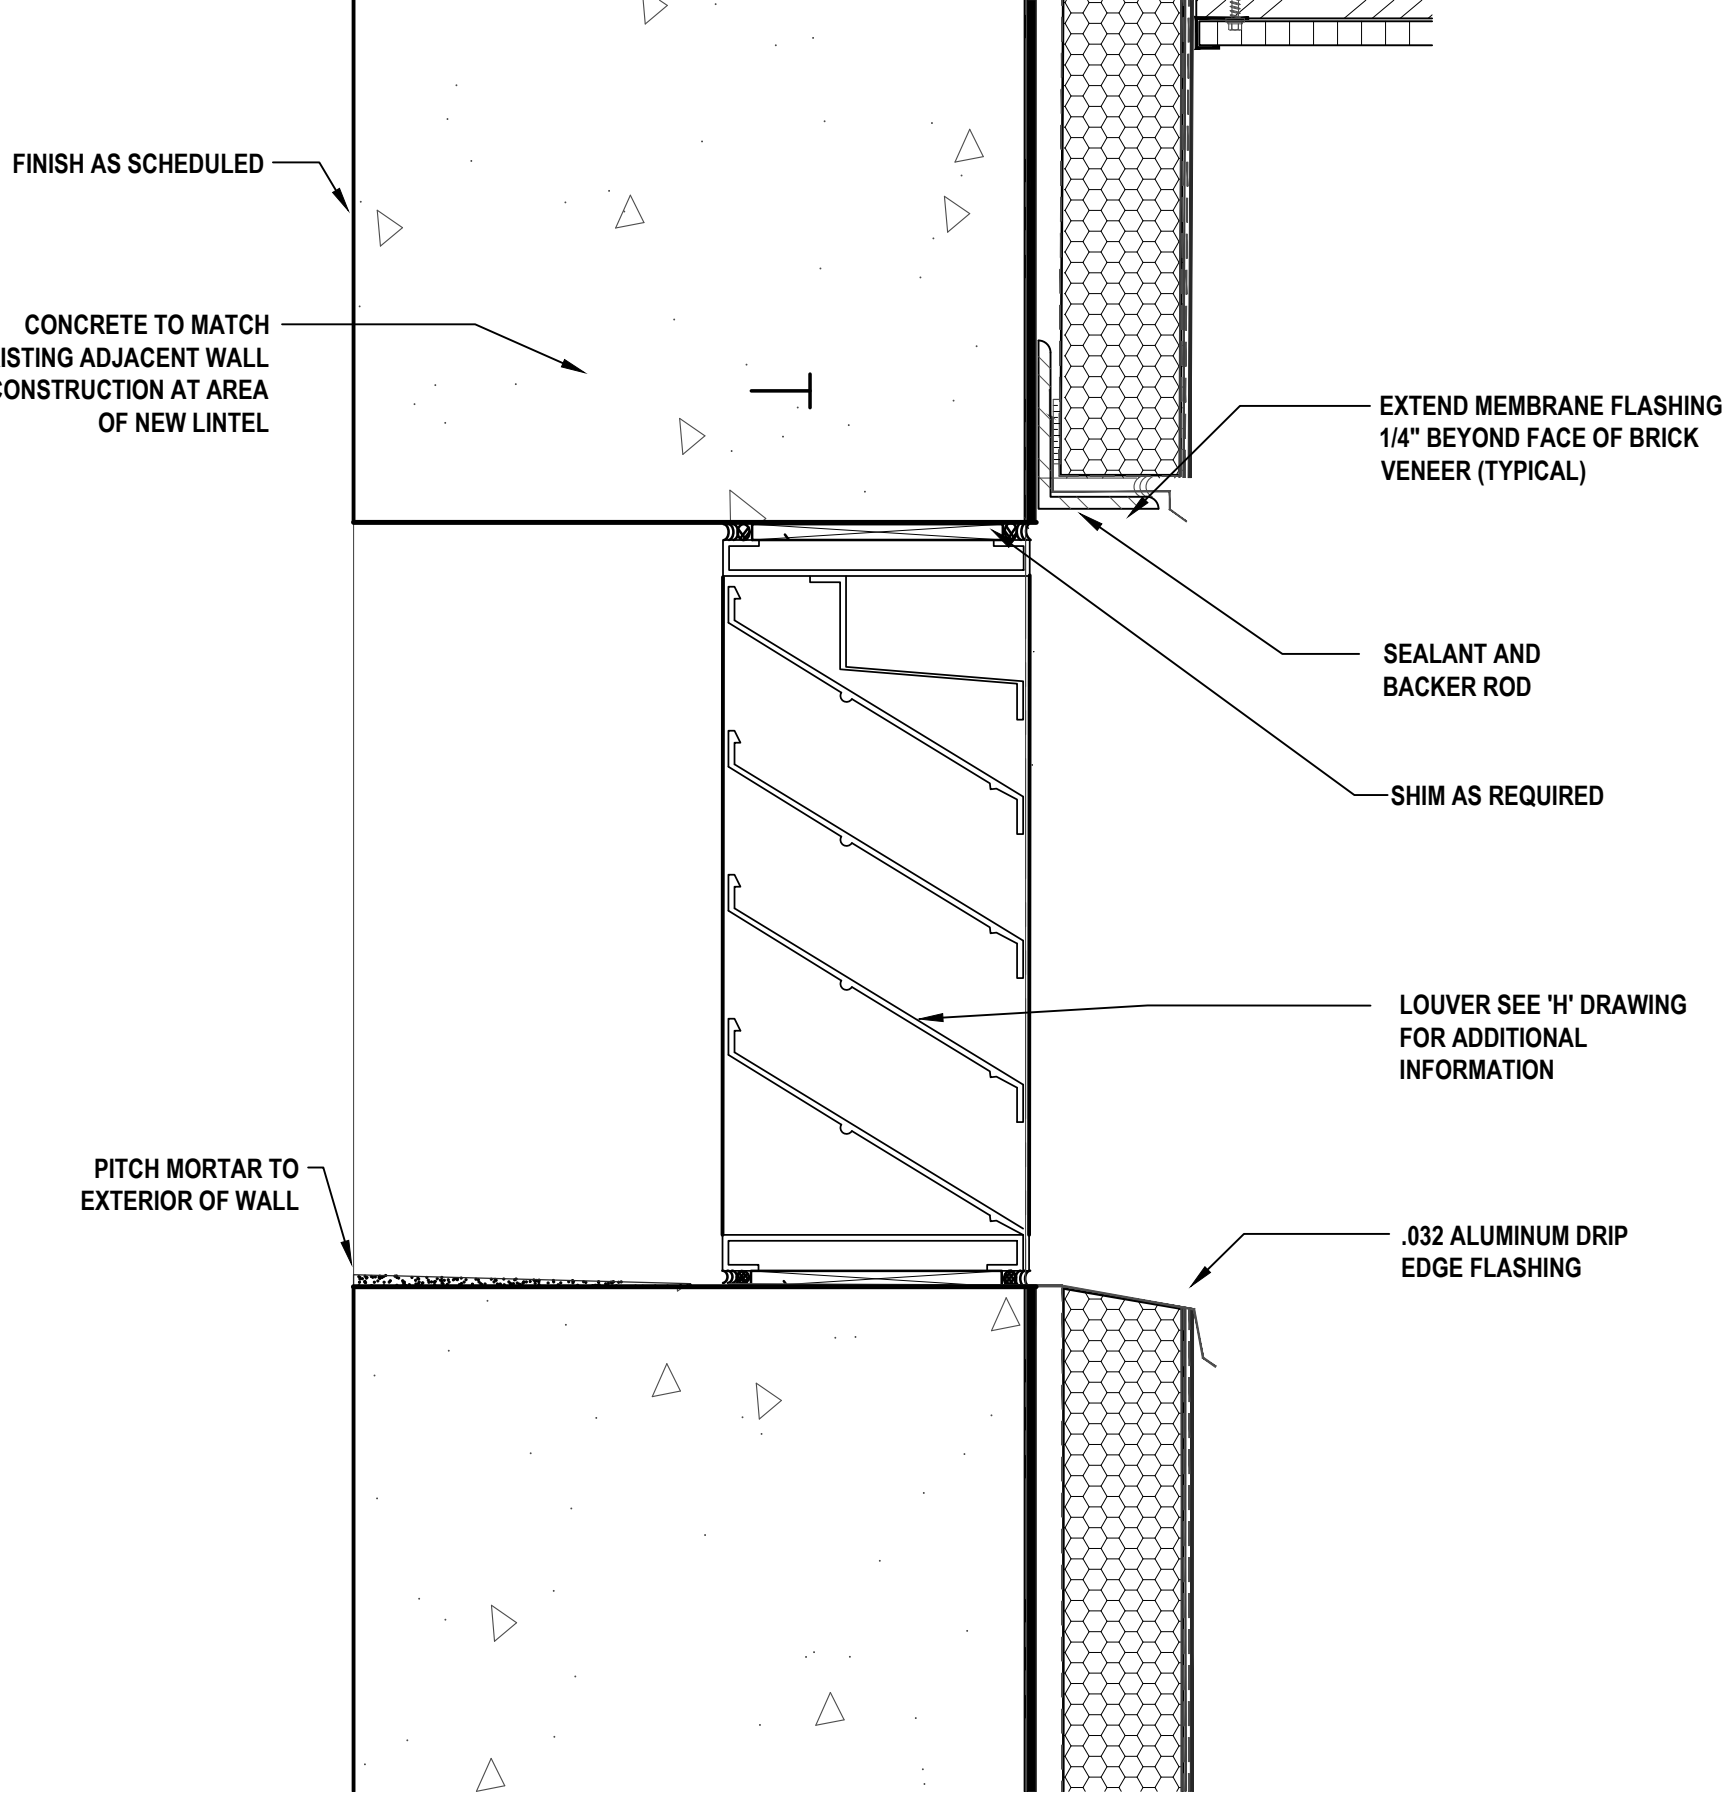 FINISH AS SCHEDULED
CONCRETE TO MATCH
ISTING ADJACENT WALL
CONSTRUCTION AT AREA
OF NEW LINTEL
EXTEND MEMBRANE FLASHING
1/4" BEYOND FACE OF BRICK
VENEER (TYPICAL)
SEALANT AND
BACKER ROD
SHIM AS REQUIRED
LOUVER SEE 'H' DRAWING
FOR ADDITIONAL
INFORMATION
PITCH MORTAR TO
EXTERIOR OF WALL
.032 ALUMINUM DRIP
EDGE FLASHING